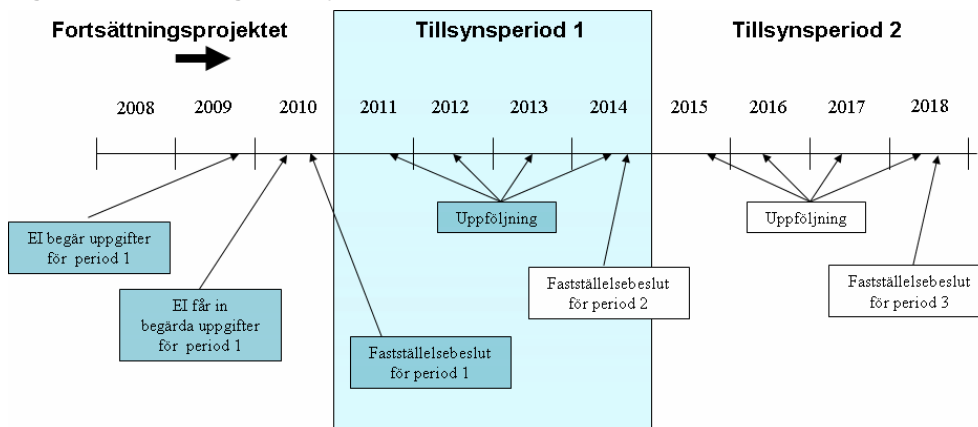 Fortsättningsprojektet
Tillsynsperiod 1
Tillsynsperiod 2
2008
2009
2010
2011
2012
2013
2014
2015
2016
2017
2018
Uppföljning
Uppföljning
EI begär uppgifter
för period 1
EI får in
begärda uppgifter
för period 1
Fastställelsebeslut
för period 1
Fastställelsebeslut
för period 2
Fastställelsebeslut
för period 3